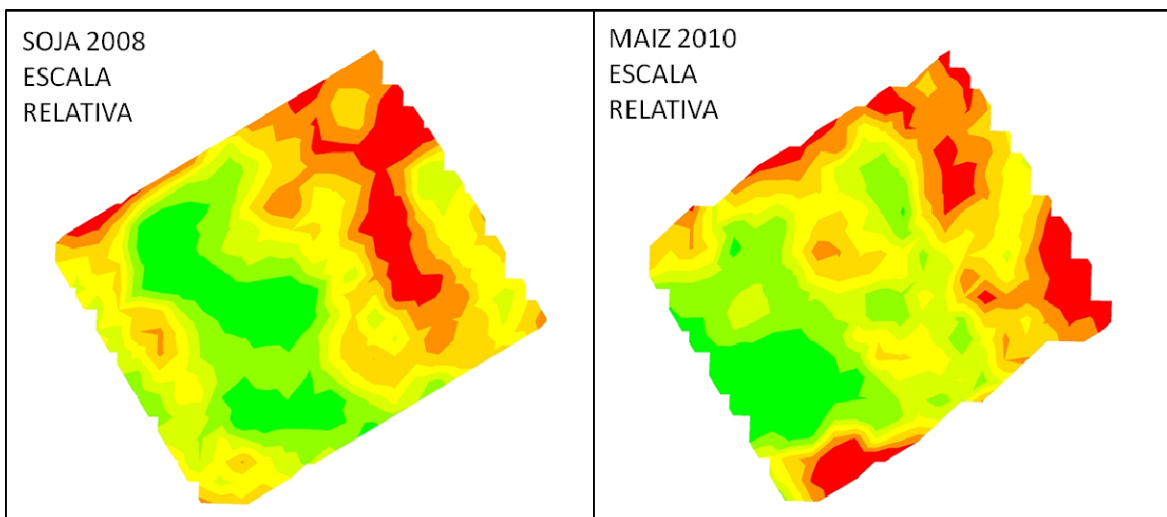 SOJA 2008
ESCALA
RELATIVA
MAIZ 2010
ESCALA
RELATIVA